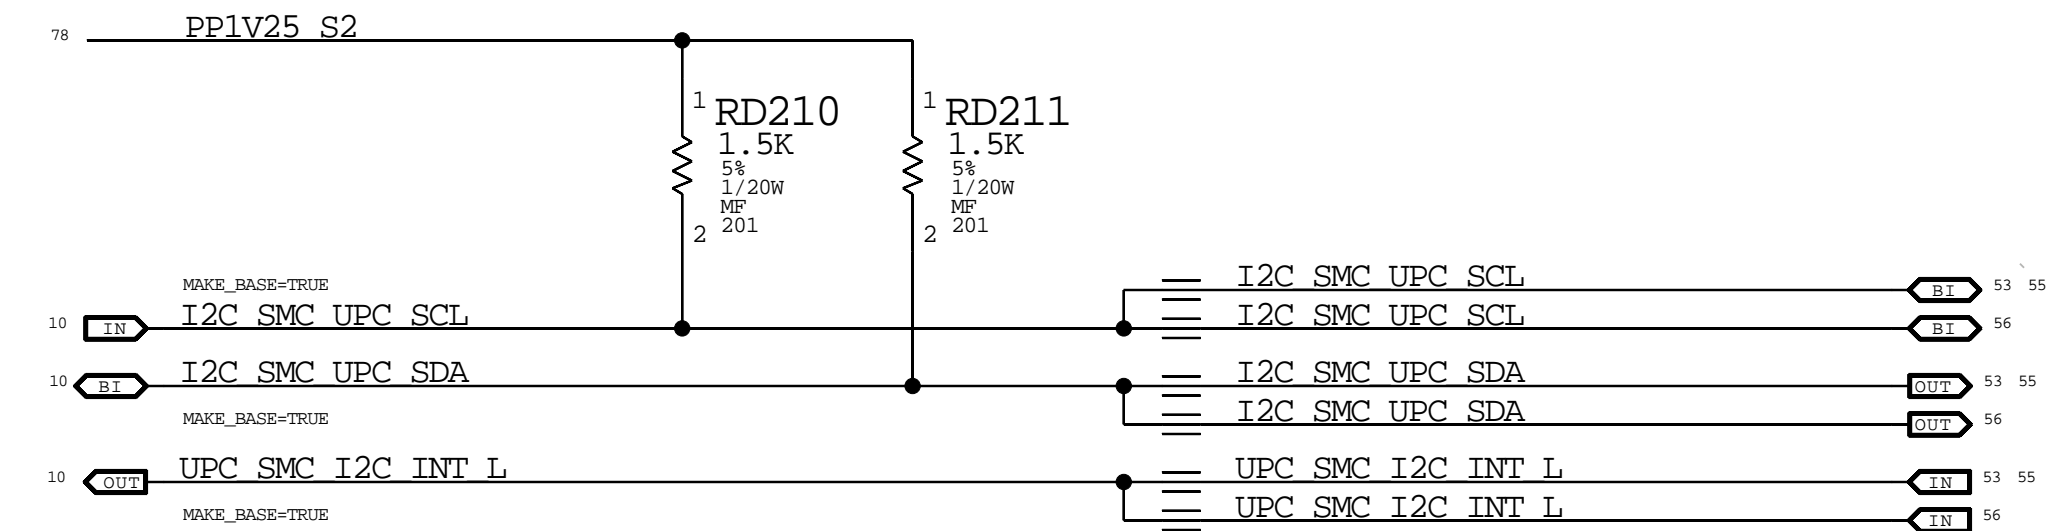 78 PP1V25_S2
1 RD210 1 RD211
1.5K 1.5K
5% 5%
1/20W 1/20W
MF MF
2 201 2 201
MAKE_BASE=TRUE I2C_SMC_UPC_SCL BI 53 55
10 IN I2C_SMC_UPC_SCL I2C_SMC_UPC_SCL BI 56
10 BI I2C_SMC_UPC_SDA I2C_SMC_UPC_SDA OUT 53 55
MAKE_BASE=TRUE I2C_SMC_UPC_SDA OUT 56
10 OUT UPC_SMC_I2C_INT_L UPC_SMC_I2C_INT_L IN 53 55
MAKE_BASE=TRUE UPC_SMC_I2C_INT_L IN 56